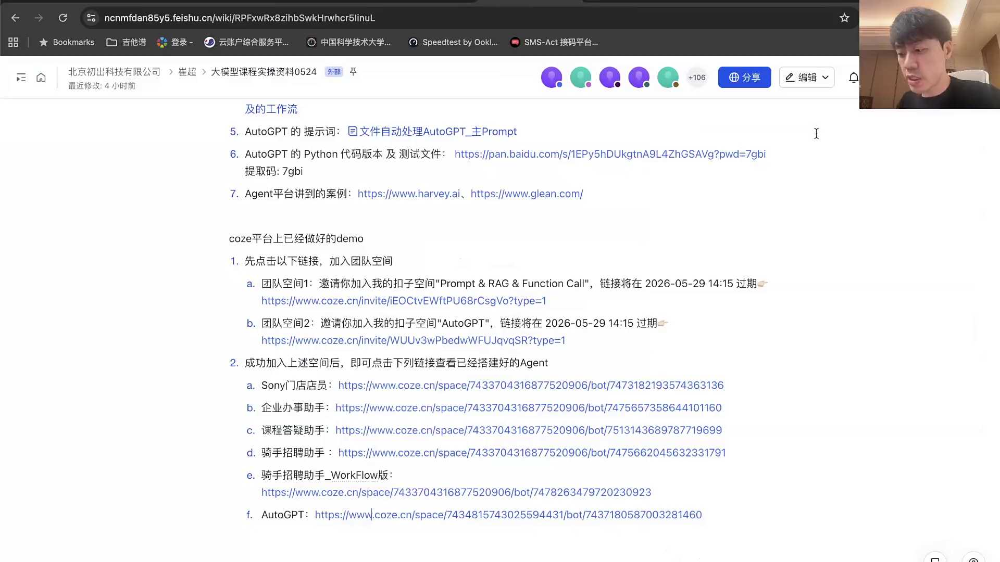 ncnmfdan85y5.feishu.cn/wiki/RPFxwRx8zihbSwkHrwhcr5IinuL
Bookmarks 吉他谱 登录 - 云账户综合服务平... 中国科学技术大学... Speedtest by Ookl... SMS-Act 接码平台...
北京初出科技有限公司 > 崔超 > 大模型课程实操资料0524 外部
最近修改: 4 小时前
+106 分享 编辑
及的工作流
5. AutoGPT 的 提示词： 文件自动处理AutoGPT_主Prompt
6. AutoGPT 的 Python 代码版本 及 测试文件： https://pan.baidu.com/s/1EPy5hDUkgtnA9L4ZhGSAVg?pwd=7gbi
提取码: 7gbi
7. Agent平台讲到的案例：https://www.harvey.ai、https://www.glean.com/
coze平台上已经做好的demo
1. 先点击以下链接，加入团队空间
a. 团队空间1：邀请你加入我的扣子空间"Prompt & RAG & Function Call"，链接将在 2026-05-29 14:15 过期👉🏻
https://www.coze.cn/invite/iEOCtvEWftPU68rCsgVo?type=1
b. 团队空间2：邀请你加入我的扣子空间"AutoGPT"，链接将在 2026-05-29 14:15 过期👉🏻
https://www.coze.cn/invite/WUUv3wPbedwWFUJqvqSR?type=1
2. 成功加入上述空间后，即可点击下列链接查看已经搭建好的Agent
a. Sony门店店员：https://www.coze.cn/space/7433704316877520906/bot/7473182193574363136
b. 企业办事助手：https://www.coze.cn/space/7433704316877520906/bot/7475657358644101160
c. 课程答疑助手：https://www.coze.cn/space/7433704316877520906/bot/7513143689787719699
d. 骑手招聘助手 ：https://www.coze.cn/space/7433704316877520906/bot/7475662045632331791
e. 骑手招聘助手_WorkFlow版：
https://www.coze.cn/space/7433704316877520906/bot/7478263479720230923
f. AutoGPT：https://www.coze.cn/space/7434815743025594431/bot/7437180587003281460